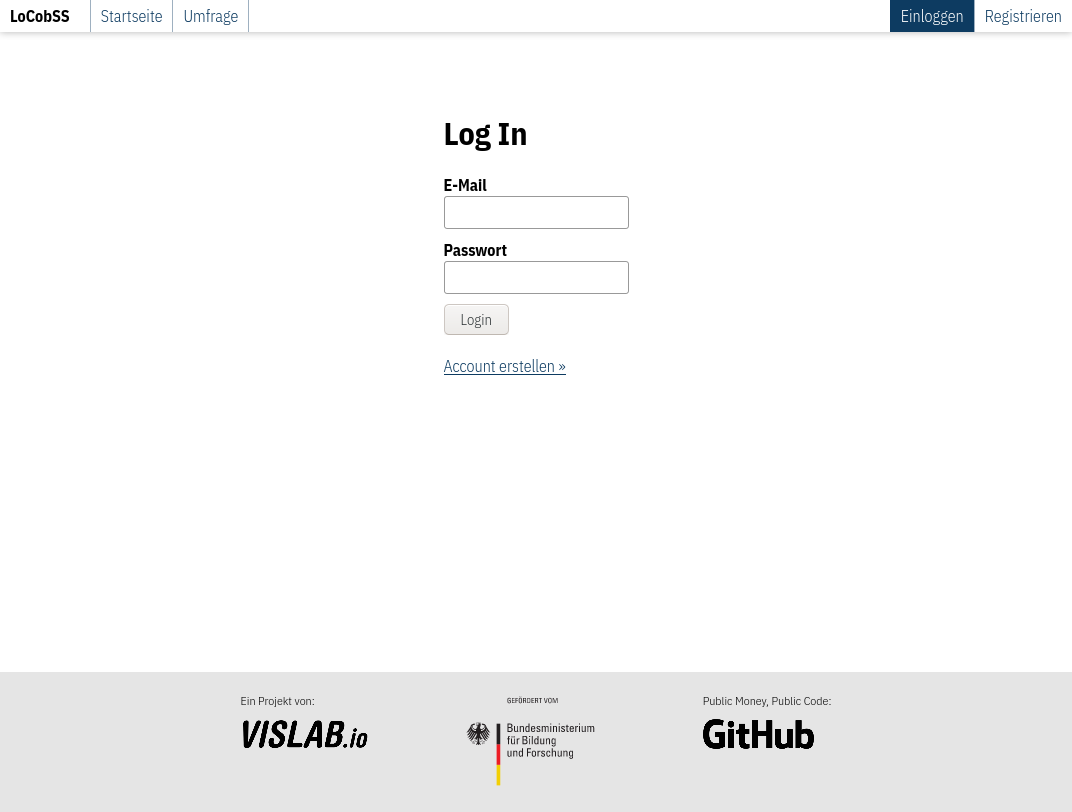 LoCobSS
Startseite
Umfrage
Einloggen
Registrieren
Log In
E-Mail
Passwort
Login
Account erstellen »
Ein Projekt von:
VISLAB.io
GEFÖRDERT VOM
Bundesministerium
für Bildung
und Forschung
Public Money, Public Code:
GitHub